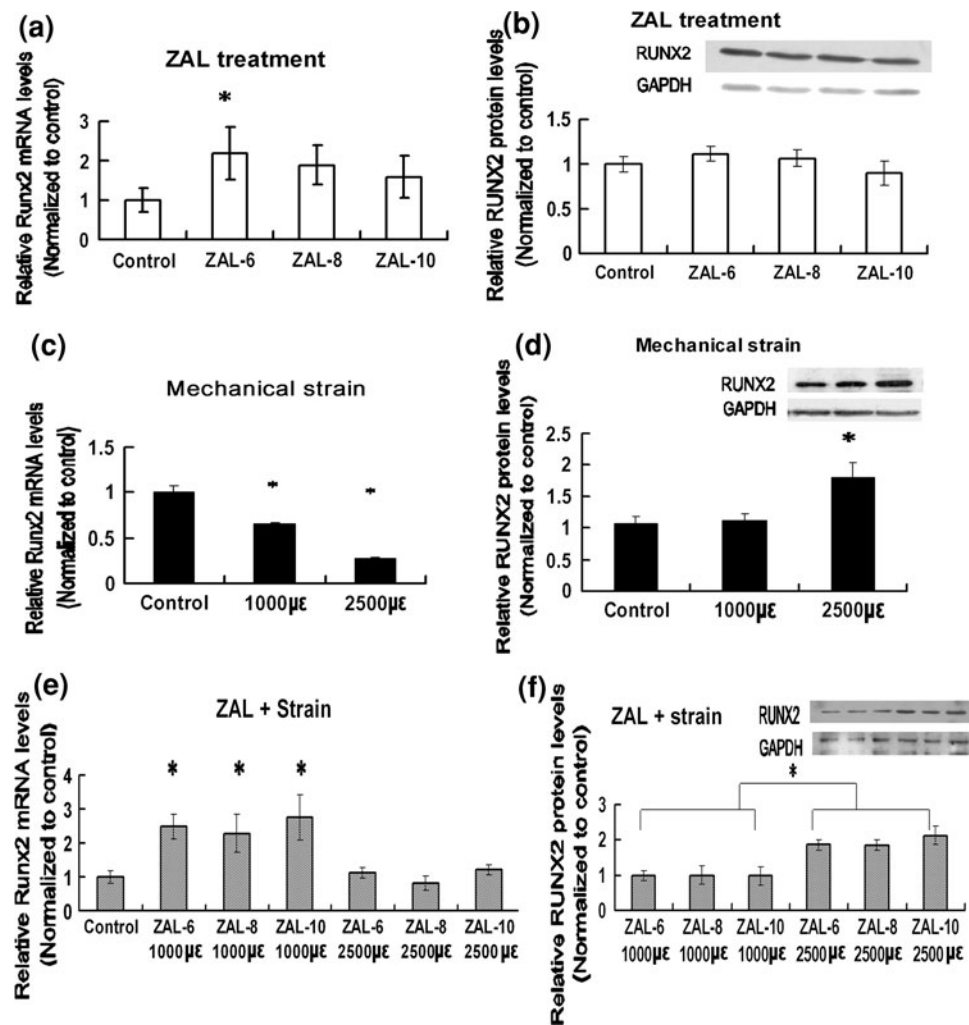 (a)
ZAL treatment
Relative Runx2 mRNA levels
(Normalized to control)
*
3
2
1
0
Control ZAL-6 ZAL-8 ZAL-10
(b)
ZAL treatment
RUNX2
GAPDH
Relative RUNX2 protein levels
(Normalized to control)
1.5
1
0.5
0
Control ZAL-6 ZAL-8 ZAL-10
(c)
Mechanical strain
Relative Runx2 mRNA levels
(Normalized to control)
1.5
1
0.5
0
* *
Control 1000με 2500με
(d)
Mechanical strain
RUNX2
GAPDH
Relative RUNX2 protein levels
(Normalized to control)
2.5
2
1.5
1
0.5
0
*
Control 1000με 2500με
(e)
ZAL + Strain
Relative Runx2 mRNA levels
(Normalized to control)
4
3
2
1
0
* * *
Control ZAL-6 ZAL-8 ZAL-10 ZAL-6 ZAL-8 ZAL-10
1000με 1000με 1000με 2500με 2500με 2500με
(f)
ZAL + strain
RUNX2
GAPDH
*
Relative RUNX2 protein levels
(Normalized to control)
3
2
1
0
ZAL-6 ZAL-8 ZAL-10 ZAL-6 ZAL-8 ZAL-10
1000με 1000με 1000με 2500με 2500με 2500με